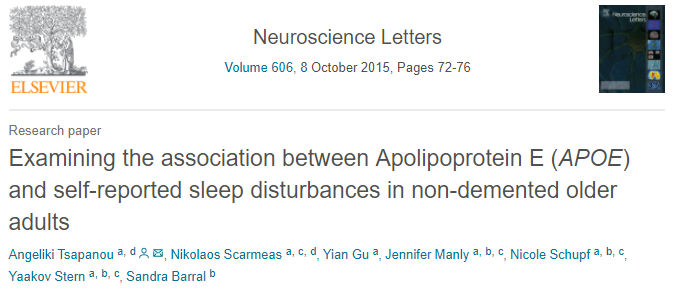 Neuroscience Letters
Volume 606, 8 October 2015, Pages 72-76
ELSEVIER
Neuroscience Letters
Research paper
Examining the association between Apolipoprotein E (APOE)
and self-reported sleep disturbances in non-demented older
adults
Angeliki Tsapanou a, d, Nikolaos Scarmeas a, c, d, Yian Gu a, Jennifer Manly a, b, c, Nicole Schupf a, b, c,
Yaakov Stern a, b, c, Sandra Barral b